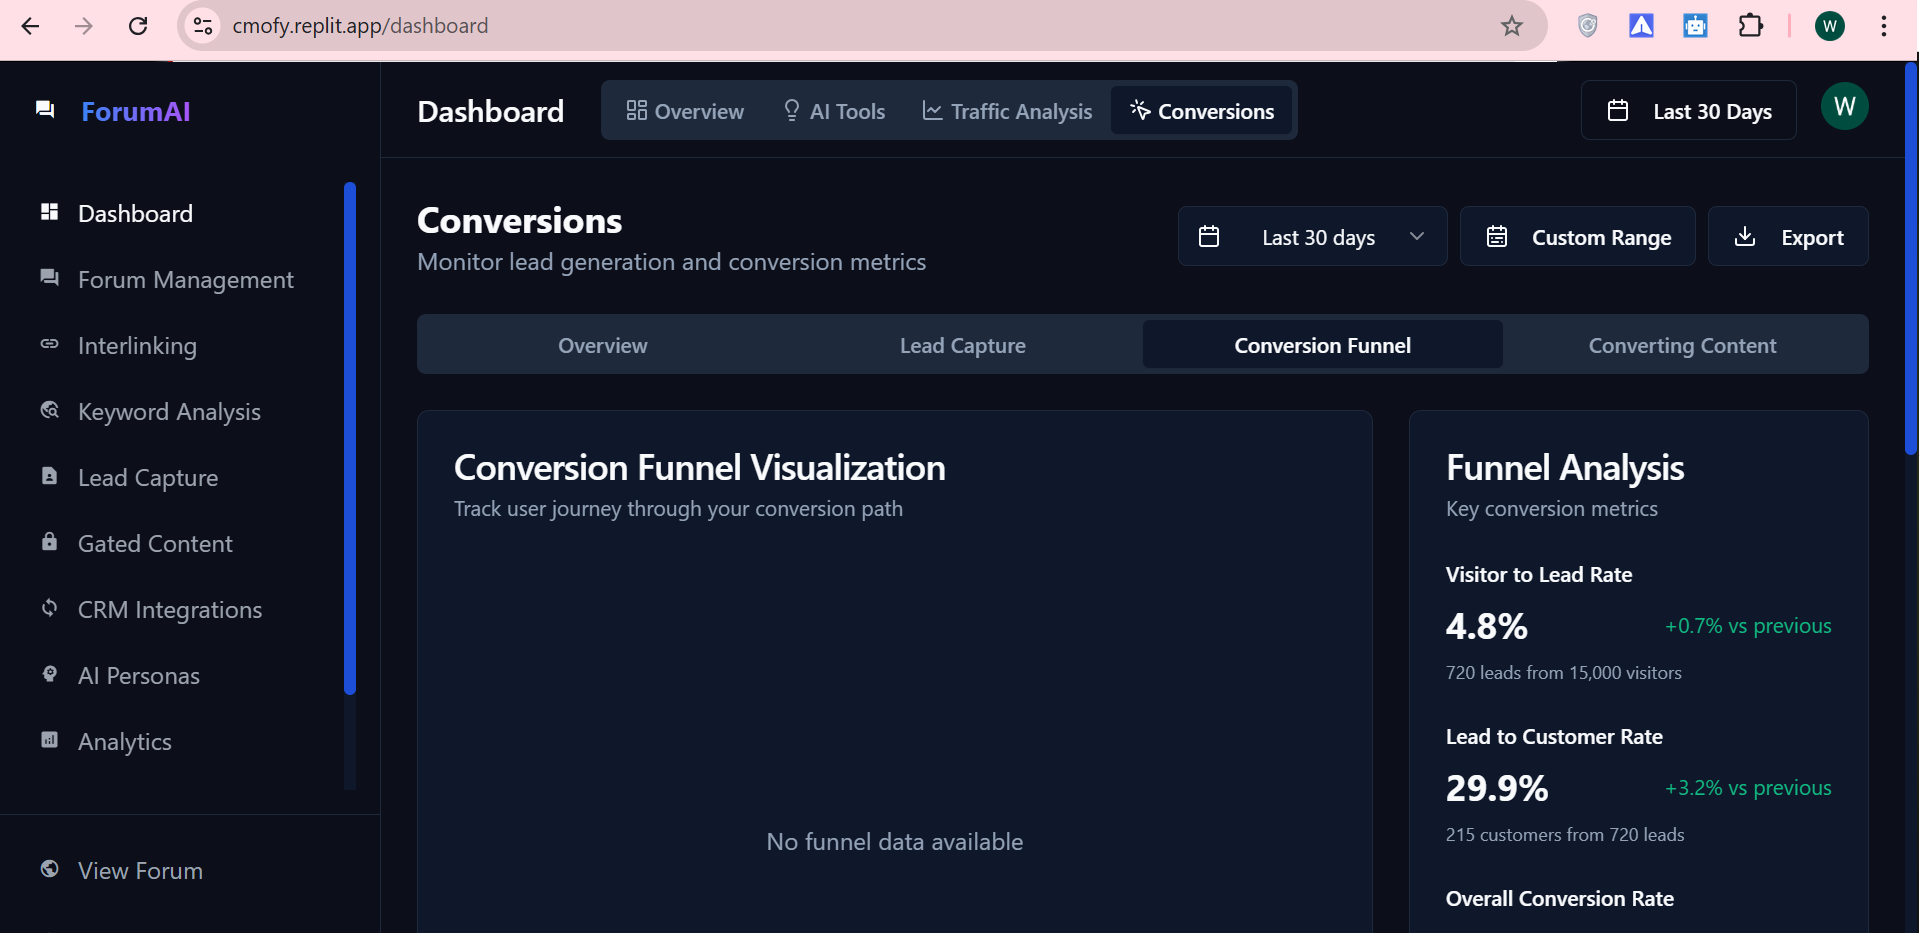 cmofy.replit.app/dashboard
W
ForumAI
Dashboard
Overview
AI Tools
Traffic Analysis
Conversions
Last 30 Days
W
Dashboard
Forum Management
Interlinking
Keyword Analysis
Lead Capture
Gated Content
CRM Integrations
AI Personas
Analytics
View Forum
Conversions
Monitor lead generation and conversion metrics
Last 30 days
Custom Range
Export
Overview
Lead Capture
Conversion Funnel
Converting Content
Conversion Funnel Visualization
Track user journey through your conversion path
No funnel data available
Funnel Analysis
Key conversion metrics
Visitor to Lead Rate
4.8% +0.7% vs previous
720 leads from 15,000 visitors
Lead to Customer Rate
29.9% +3.2% vs previous
215 customers from 720 leads
Overall Conversion Rate